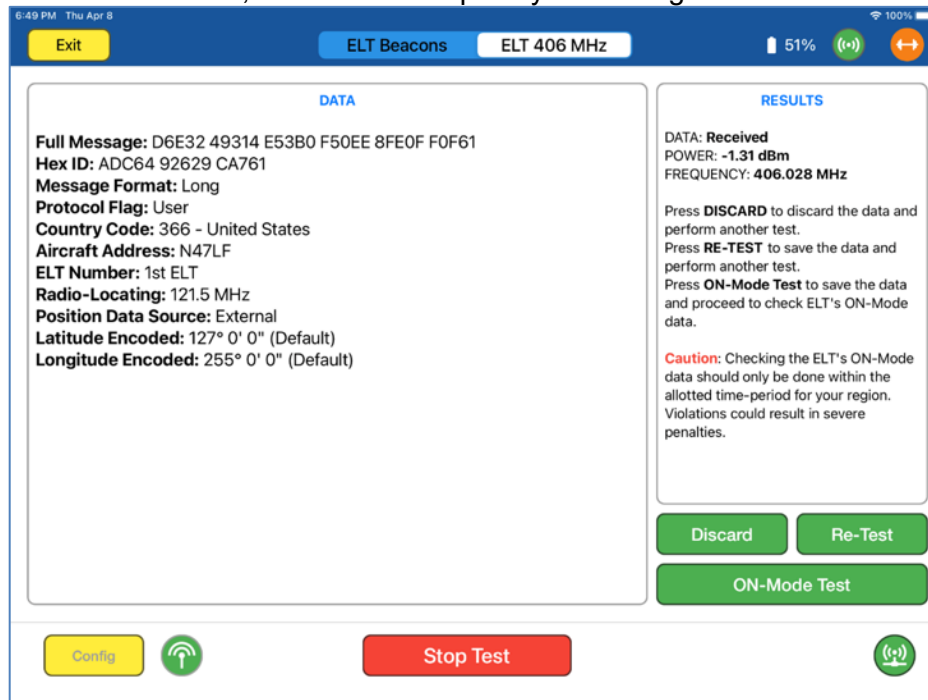 6:49 PM Thu Apr 8
100%
Exit
ELT Beacons
ELT 406 MHz
51%
DATA
Full Message: D6E32 49314 E53B0 F50EE 8FE0F F0F61
Hex ID: ADC64 92629 CA761
Message Format: Long
Protocol Flag: User
Country Code: 366 - United States
Aircraft Address: N47LF
ELT Number: 1st ELT
Radio-Locating: 121.5 MHz
Position Data Source: External
Latitude Encoded: 127° 0' 0" (Default)
Longitude Encoded: 255° 0' 0" (Default)
RESULTS
DATA: Received
POWER: -1.31 dBm
FREQUENCY: 406.028 MHz
Press DISCARD to discard the data and
perform another test.
Press RE-TEST to save the data and
perform another test.
Press ON-Mode Test to save the data
and proceed to check ELT's ON-Mode
data.
Caution: Checking the ELT's ON-Mode
data should only be done within the
allotted time-period for your region.
Violations could result in severe
penalties.
Discard
Re-Test
ON-Mode Test
Config
Stop Test